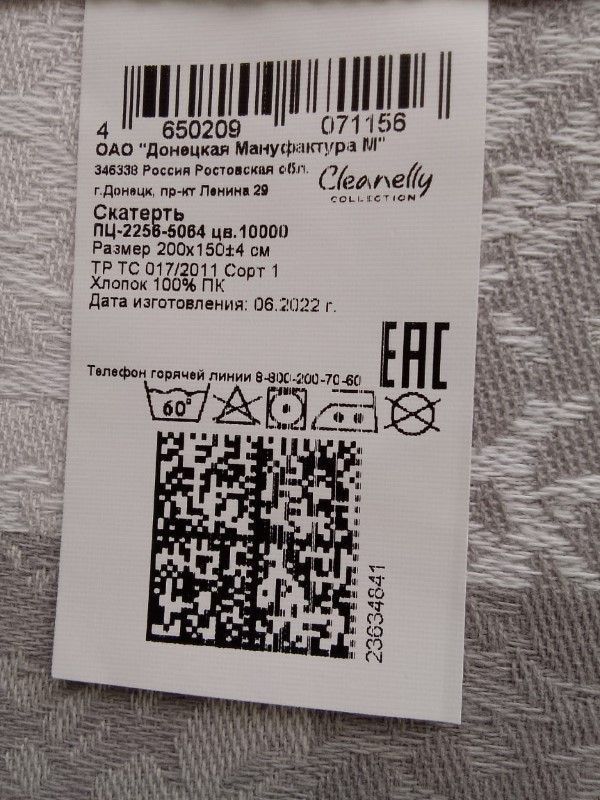 4 650209 071156
ОАО "Донецкая Мануфактура М"
346338 Россия Ростовская обл.
г.Донецк, пр-кт Ленина 29
Cleanelly
COLLECTION
Скатерть
ПЦ-2256-5064 цв.10000
Размер 200х150±4 см
ТР ТС 017/2011 Сорт 1
Хлопок 100% ПК
Дата изготовления: 06.2022 г.
EAC
Телефон горячей линии 8-800-200-70-60
60°
23634841